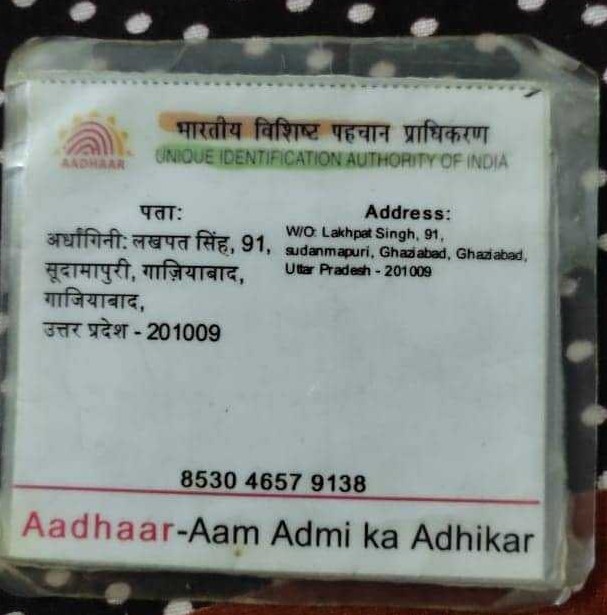 AADHAAR
भारतीय विशिष्ट पहचान प्राधिकरण
UNIQUE IDENTIFICATION AUTHORITY OF INDIA
पता:
अर्धांगिनी: लखपत सिंह, 91,
सूदामापुरी, गाज़ियाबाद,
गाजियाबाद,
उत्तर प्रदेश - 201009
Address:
W/O: Lakhpat Singh, 91,
sudanmapuri, Ghaziabad, Ghaziabad,
Uttar Pradesh - 201009
8530 4657 9138
Aadhaar-Aam Admi ka Adhikar